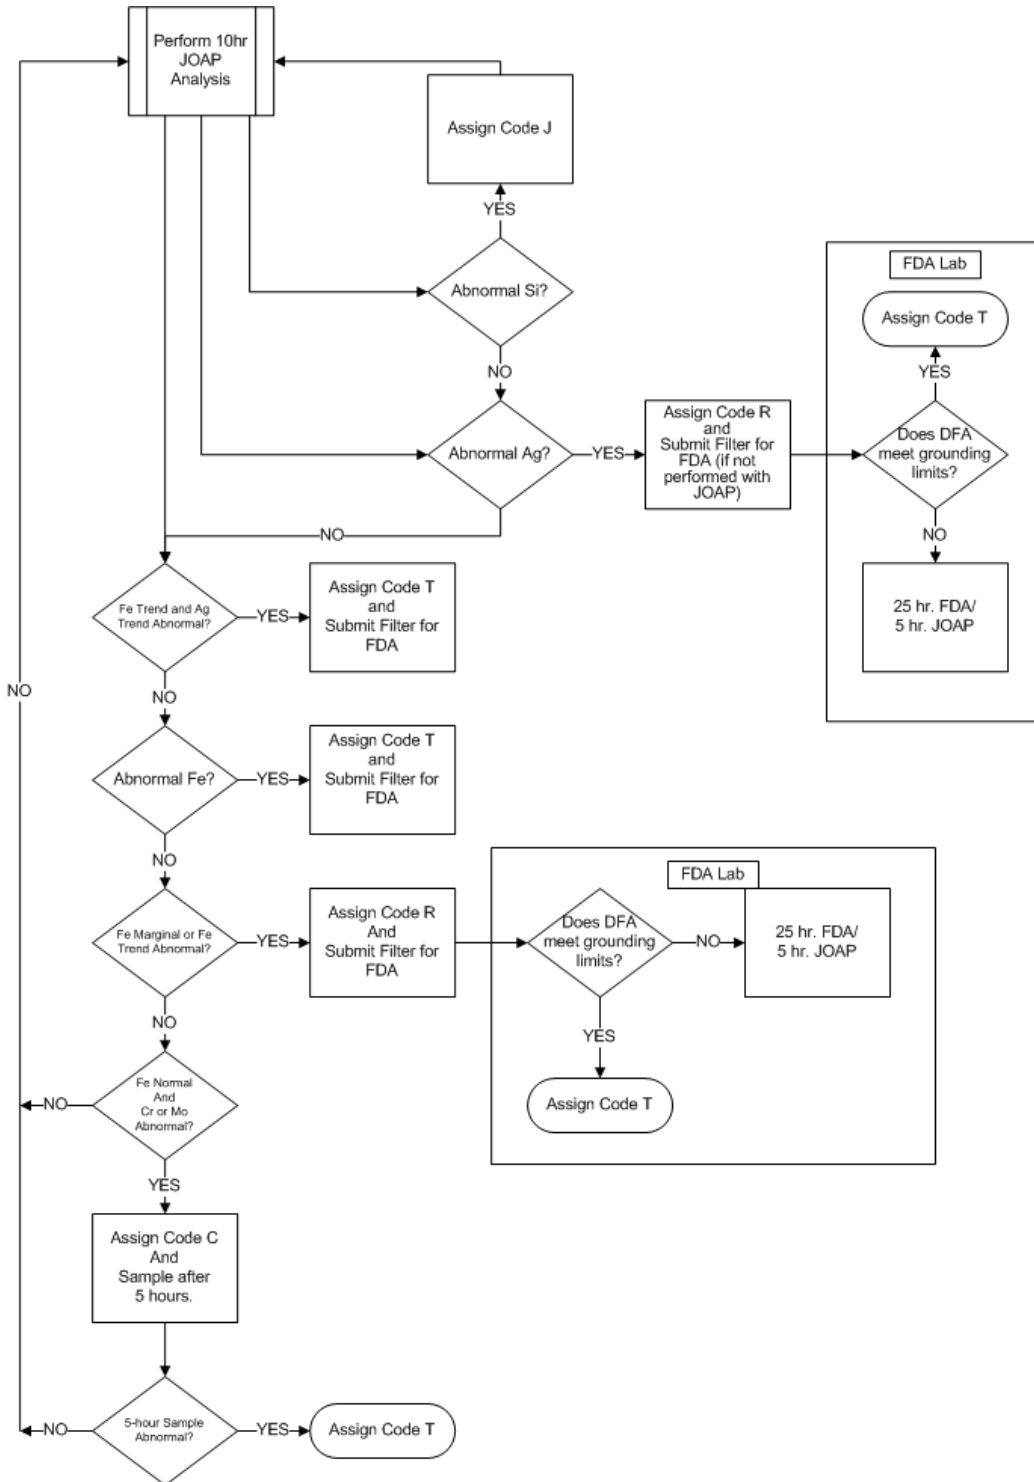 Perform 10hr
JOAP
Analysis
Assign Code J
YES
Abnormal Si?
NO
FDA Lab
Assign Code T
YES
Does DFA
meet grounding
limits?
NO
25 hr. FDA/
5 hr. JOAP
Abnormal Ag?
YES
Assign Code R
and
Submit Filter for
FDA (if not
performed with
JOAP)
NO
Fe Trend and Ag
Trend Abnormal?
YES
Assign Code T
and
Submit Filter for
FDA
NO
NO
Abnormal Fe?
YES
Assign Code T
and
Submit Filter for
FDA
NO
Fe Marginal or Fe
Trend Abnormal?
YES
Assign Code R
And
Submit Filter for
FDA
FDA Lab
Does DFA
meet grounding
limits?
NO
25 hr. FDA/
5 hr. JOAP
YES
Assign Code T
NO
Fe Normal
And
Cr or Mo
Abnormal?
NO
YES
Assign Code C
And
Sample after
5 hours.
5-hour Sample
Abnormal?
NO
YES
Assign Code T